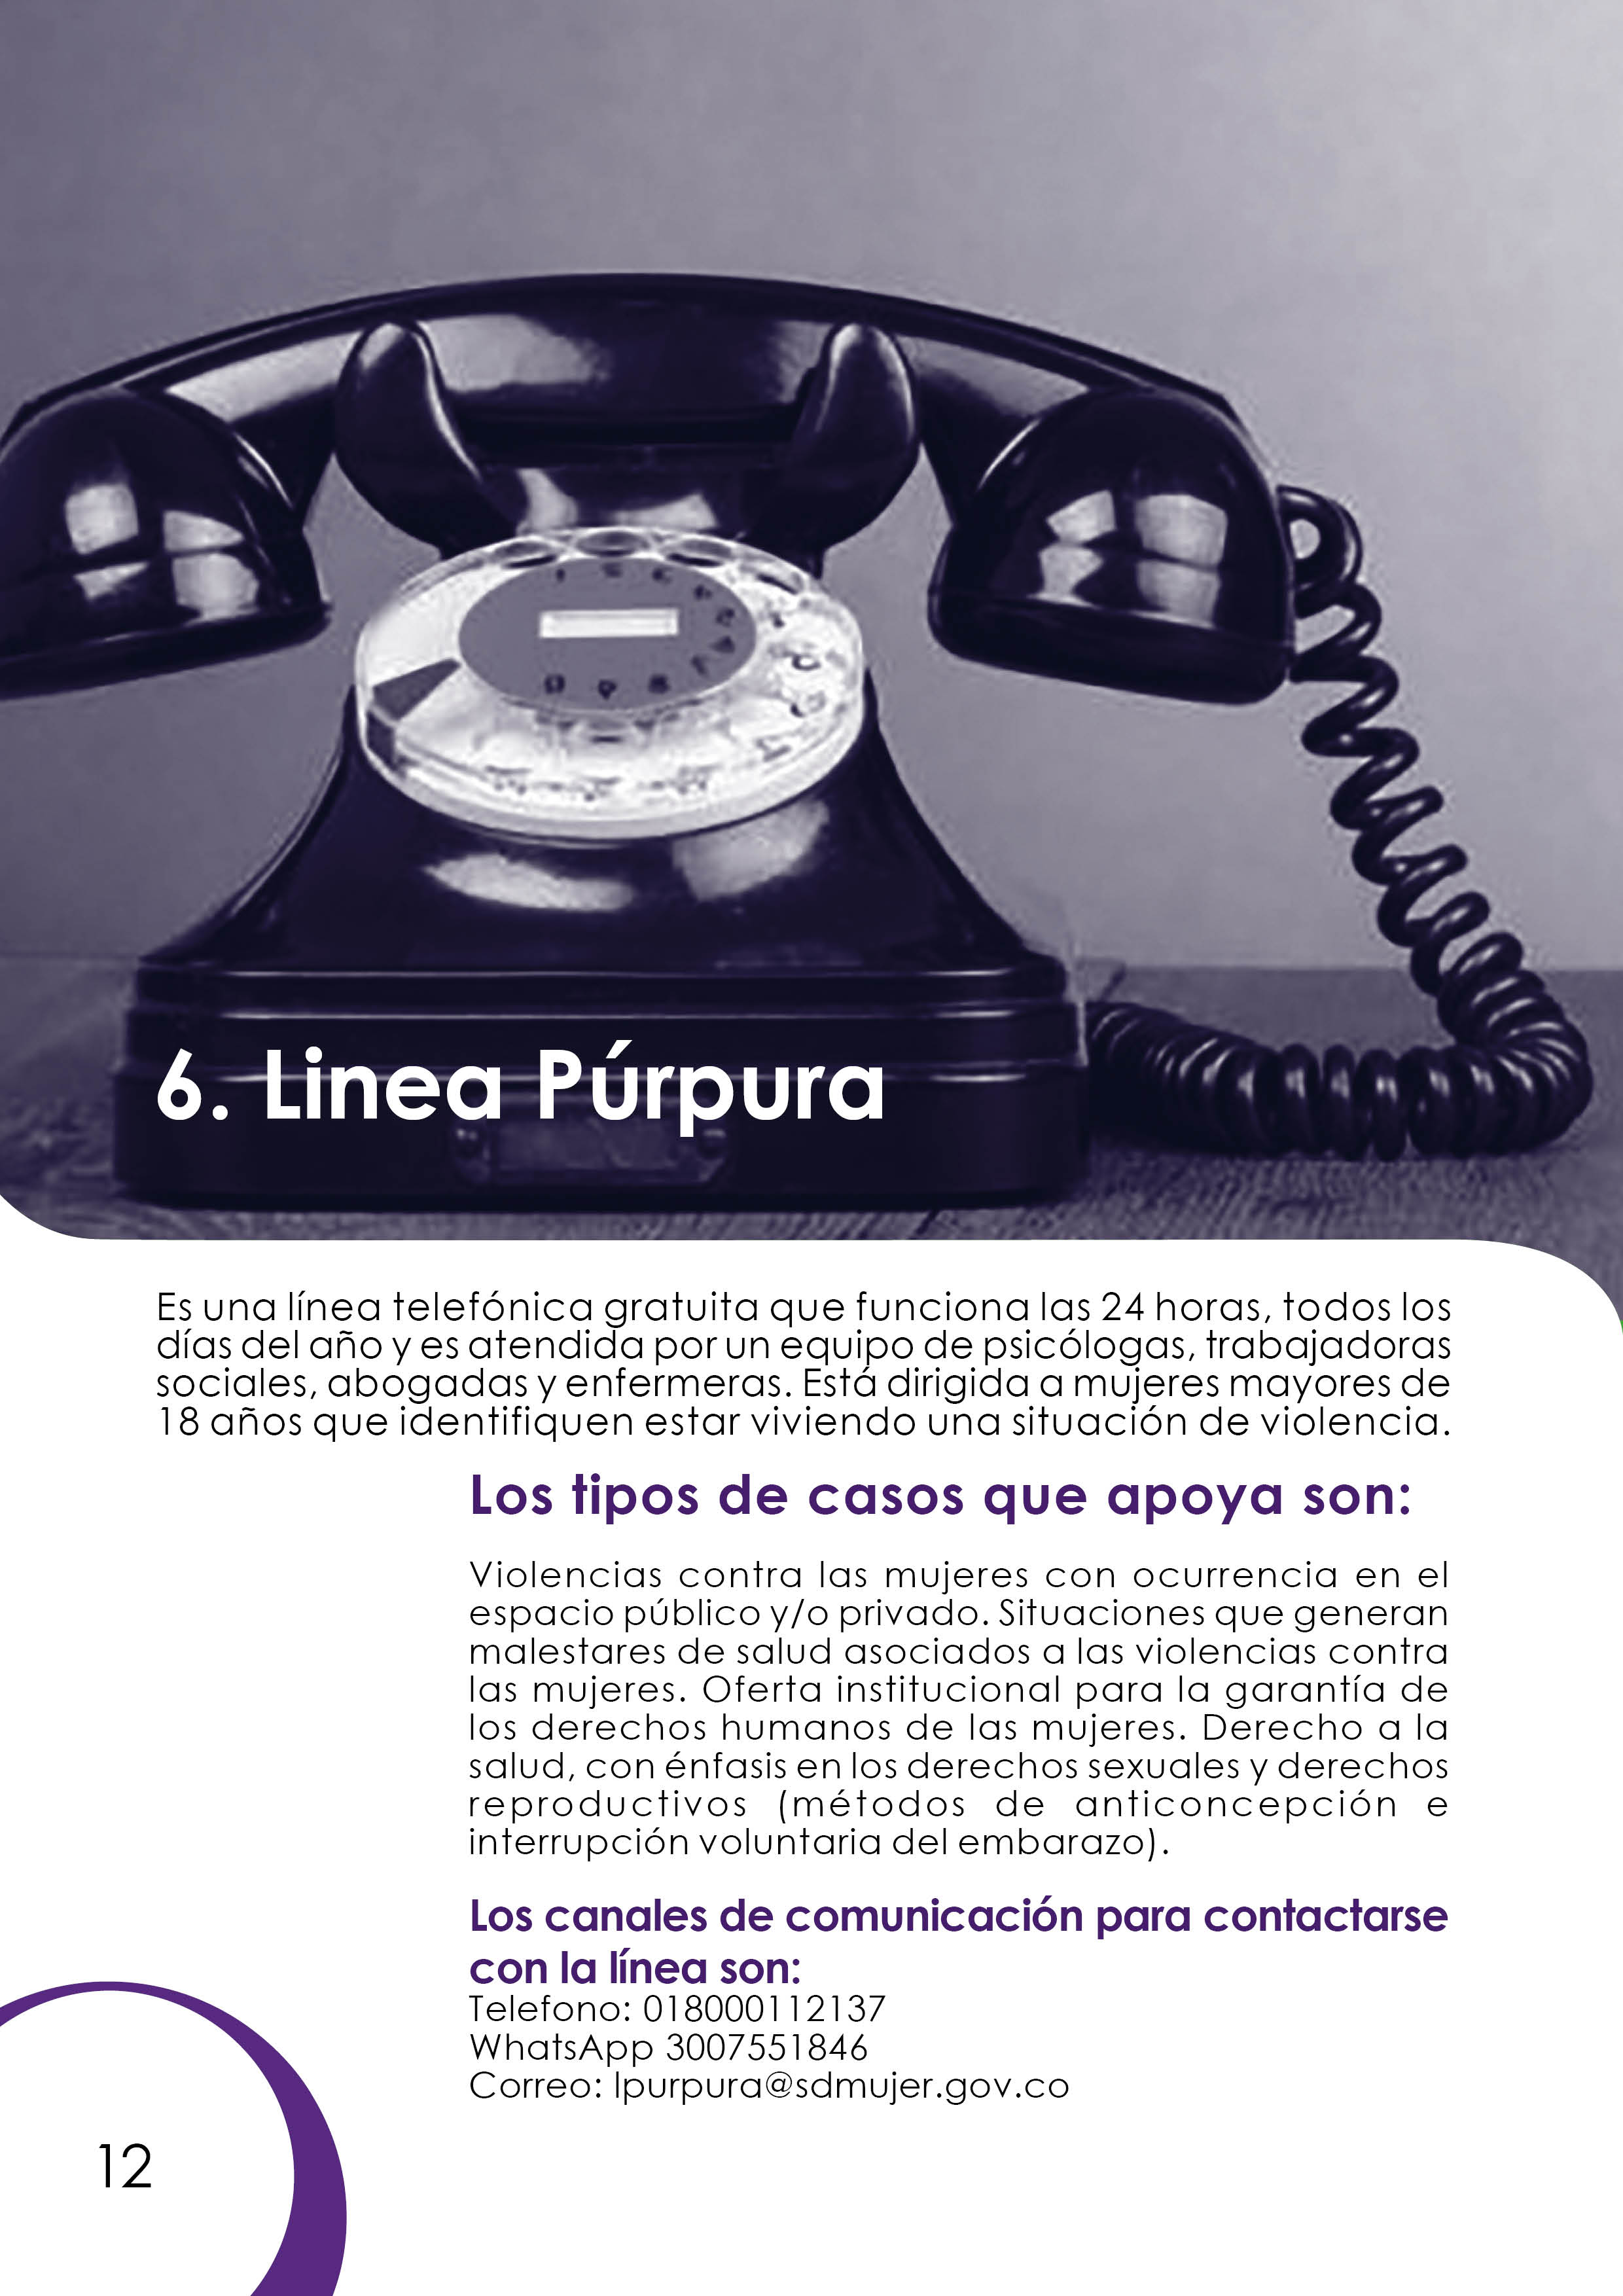 6. Linea Púrpura
Es una línea telefónica gratuita que funciona las 24 horas, todos los
días del año y es atendida por un equipo de psicólogas, trabajadoras
sociales, abogadas y enfermeras. Está dirigida a mujeres mayores de
18 años que identifiquen estar viviendo una situación de violencia.
Los tipos de casos que apoya son:
Violencias contra las mujeres con ocurrencia en el
espacio público y/o privado. Situaciones que generan
malestares de salud asociados a las violencias contra
las mujeres. Oferta institucional para la garantía de
los derechos humanos de las mujeres. Derecho a la
salud, con énfasis en los derechos sexuales y derechos
reproductivos (métodos de anticoncepción e
interrupción voluntaria del embarazo).
Los canales de comunicación para contactarse
con la línea son:
Telefono: 018000112137
WhatsApp 3007551846
Correo: lpurpura@sdmujer.gov.co
12